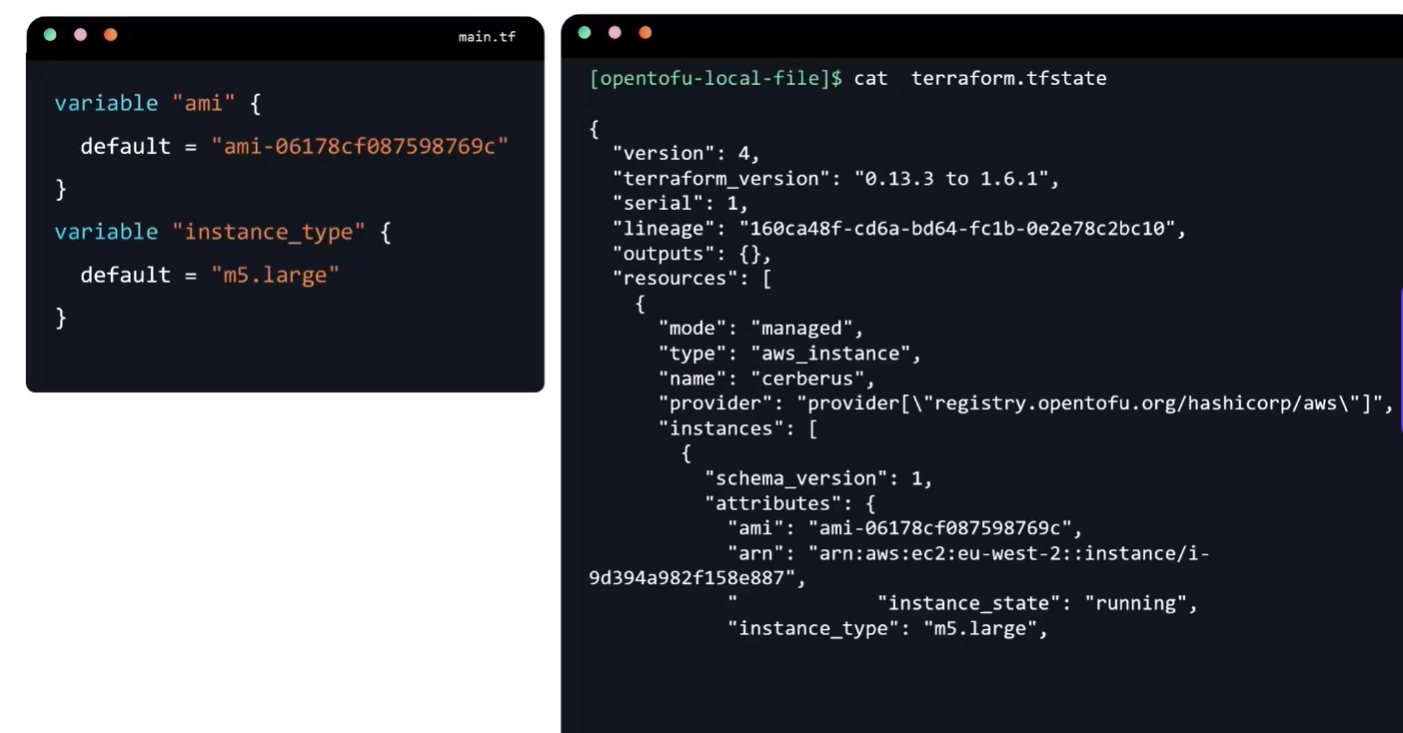 main.tf
variable "ami" {
  default = "ami-06178cf087598769c"
}
variable "instance_type" {
  default = "m5.large"
}
[opentofu-local-file]$ cat  terraform.tfstate
{
  "version": 4,
  "terraform_version": "0.13.3 to 1.6.1",
  "serial": 1,
  "lineage": "160ca48f-cd6a-bd64-fc1b-0e2e78c2bc10",
  "outputs": {},
  "resources": [
    {
      "mode": "managed",
      "type": "aws_instance",
      "name": "cerberus",
      "provider": "provider[\"registry.opentofu.org/hashicorp/aws\"]",
      "instances": [
        {
          "schema_version": 1,
          "attributes": {
            "ami": "ami-06178cf087598769c",
            "arn": "arn:aws:ec2:eu-west-2::instance/i-
9d394a982f158e887",
            "            "instance_state": "running",
            "instance_type": "m5.large",